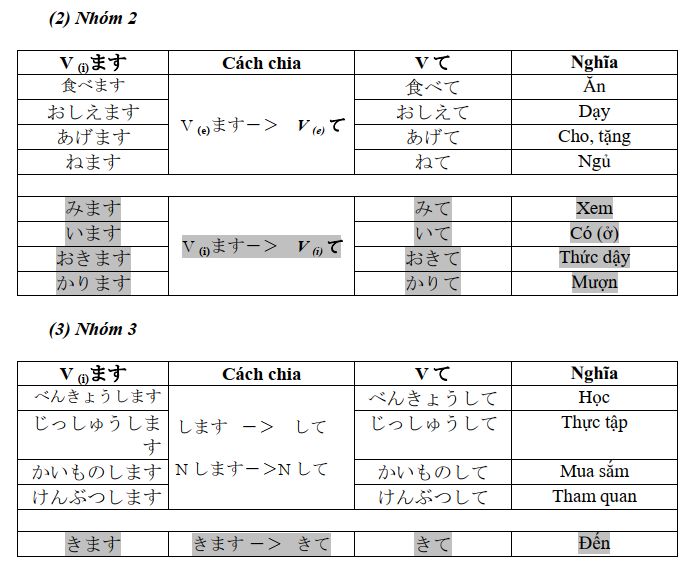 (2) Nhóm 2
V (i)ます Cách chia Vて Nghĩa
食べます 食べて Ăn
おしえます おしえて Dạy
V (e)ます－＞ V (e)て
あげます あげて Cho, tặng
ねます ねて Ngủ
みます みて Xem
います いて Có (ở)
V (i)ます－＞ V (i)て
おきます おきて Thức dậy
かります かりて Mượn
(3) Nhóm 3
V (i)ます Cách chia Vて Nghĩa
べんきょうします べんきょうして Học
じっしゅうしま します －＞ して じっしゅうして Thực tập
す
かいものします N します－＞N して かいものして Mua sắm
けんぶつします けんぶつして Tham quan
きます きます－＞ きて きて Đến